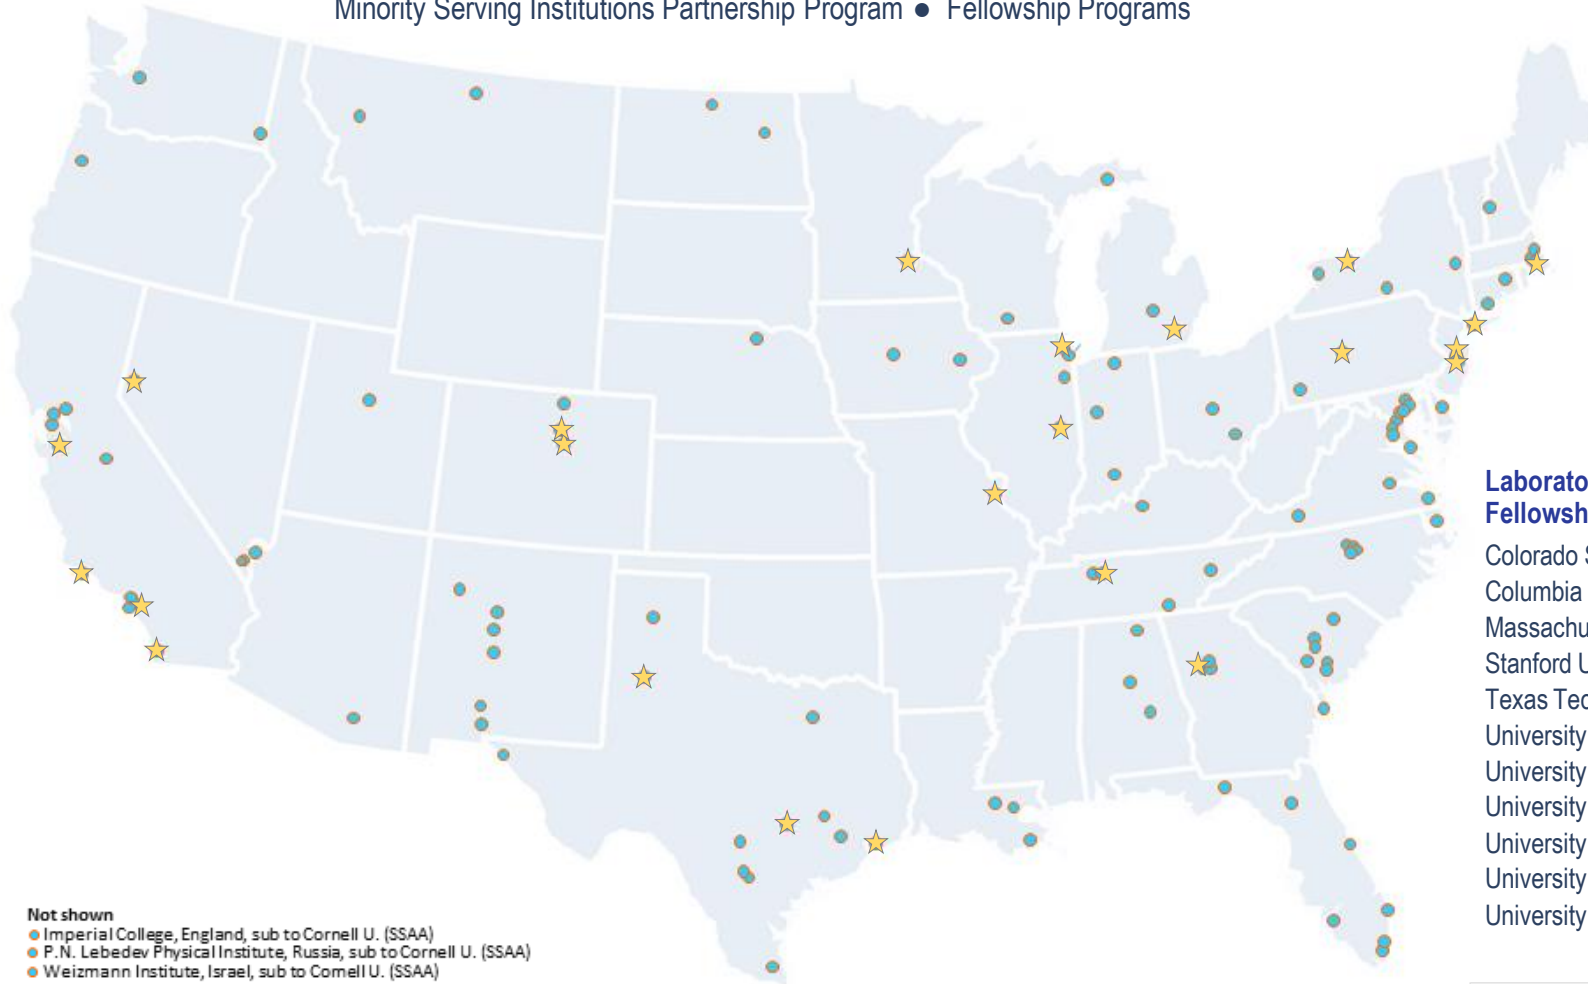 Minority Serving Institutions Partnership Program ● Fellowship Programs
Laborato
Fellowsh
Colorado S
Columbia
Massachu
Stanford U
Texas Tec
University
University
University
University
University
University
Not shown
Imperial College, England, sub to Cornell U. (SSAA)
P.N. Lebedev Physical Institute, Russia, sub to Cornell U. (SSAA)
Weizmann Institute, Israel, sub to Cornell U. (SSAA)